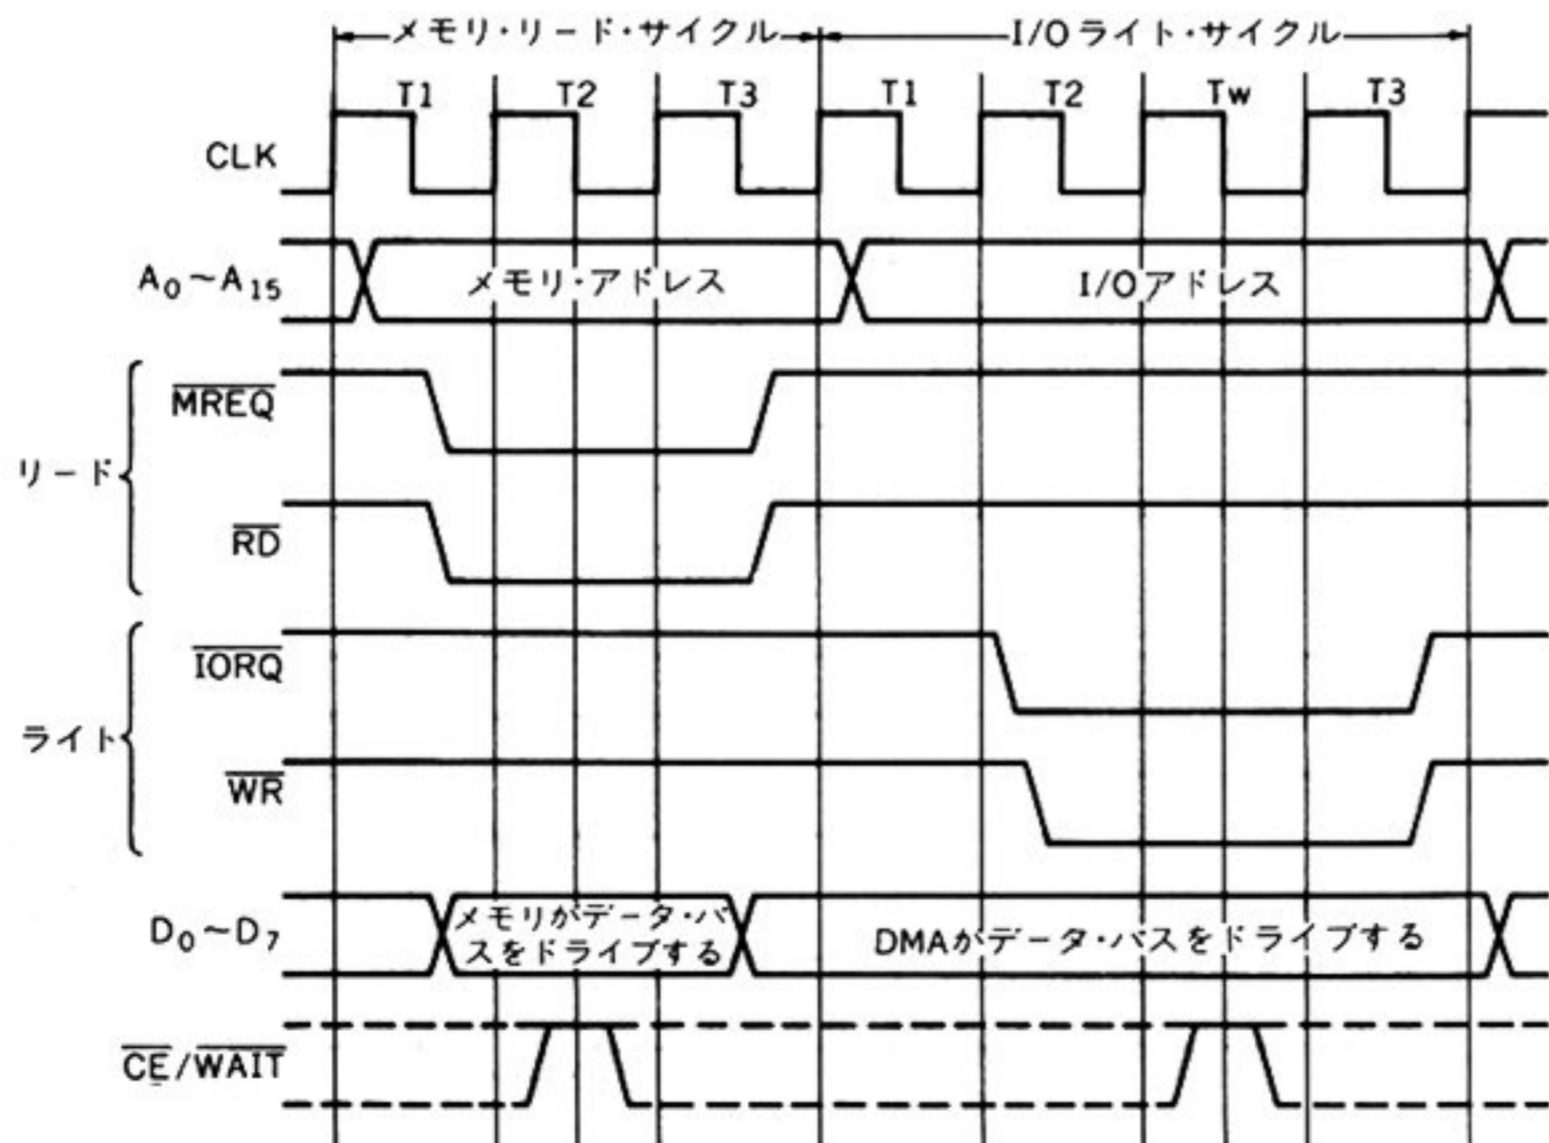 メモリ・リード・サイクル
I/Oライト・サイクル
T1 T2 T3 T1 T2 Tw T3
CLK
A0~A15
メモリ・アドレス
I/Oアドレス
リード
MREQ
RD
ライト
IORQ
WR
D0~D7
メモリがデータ・バ
スをドライブする
DMAがデータ・バスをドライブする
CE/WAIT